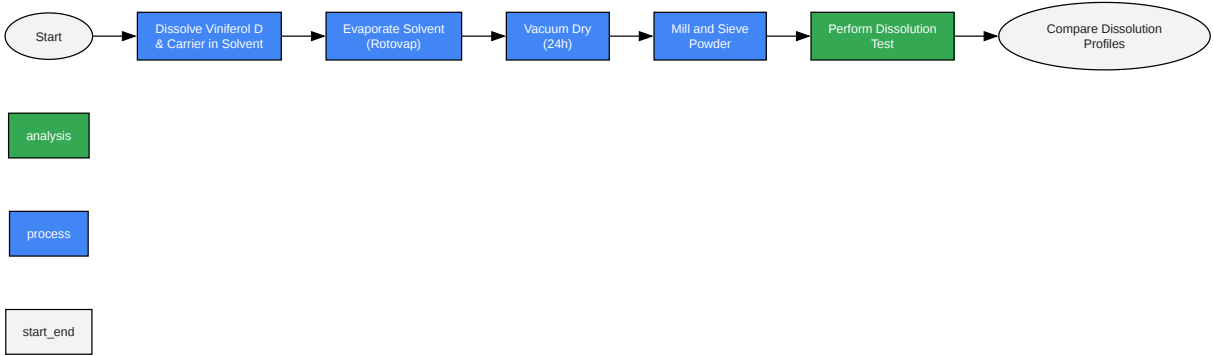 Start
Dissolve Viniferol D
& Carrier in Solvent
Evaporate Solvent
(Rotovap)
Vacuum Dry
(24h)
Mill and Sieve
Powder
Perform Dissolution
Test
Compare Dissolution
Profiles
analysis
process
start_end